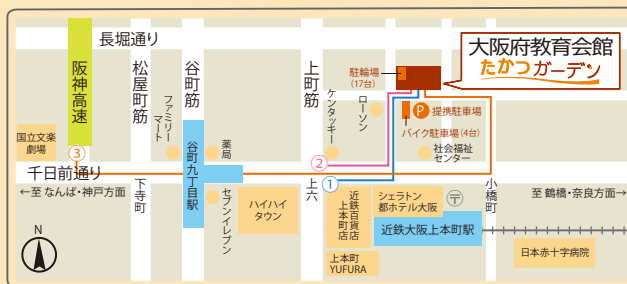 長堀通り
大阪府教育会館
たかつガーデン
阪神高速
松屋町筋
谷町筋
上町筋
駐輪場
(17台)
ファミリー
マート
ケンタッキー
ローソン
P 提携駐車場
バイク駐車場(4台)
国立文楽
劇場
③
谷町九丁目駅
薬局
②
社会福祉
センター
千日前通り
①
←至 なんば・神戸方面
下寺町
セブンイレブン
ハイハイ
タウン
上六
近鉄百貨店
上本町店
シェラトン
都ホテル大阪
〒
小橋町
至 鶴橋・奈良方面→
近鉄大阪上本町駅
N
上本町
YUFURA
日本赤十字病院